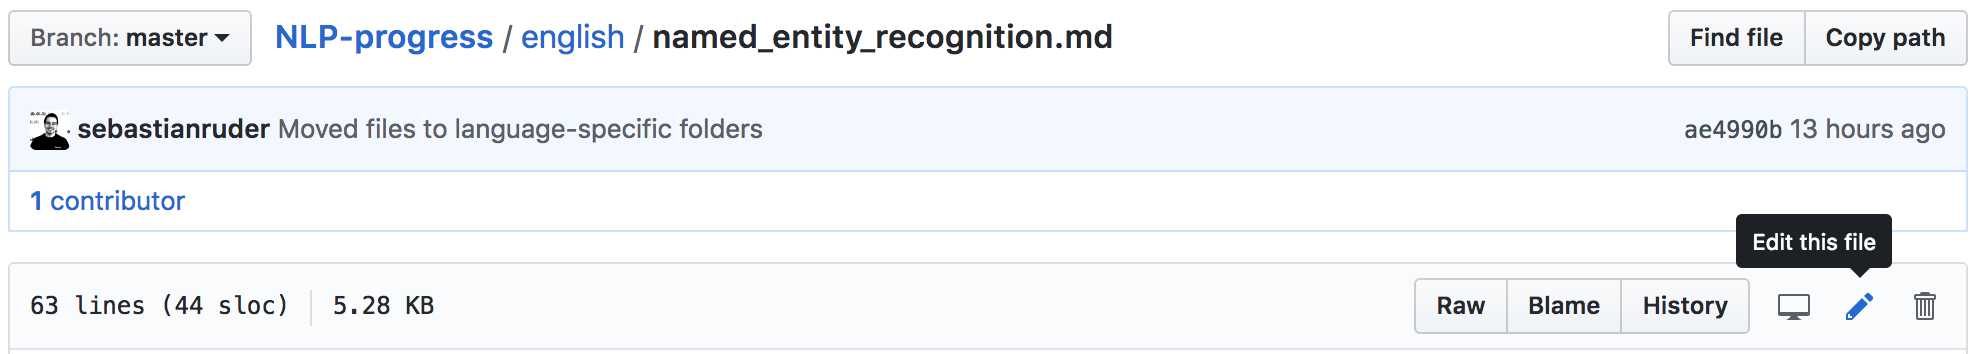 Branch: master NLP-progress / english / named_entity_recognition.md Find file Copy path
sebastianruder Moved files to language-specific folders ae4990b 13 hours ago
1 contributor
Edit this file
63 lines (44 sloc) 5.28 KB Raw Blame History